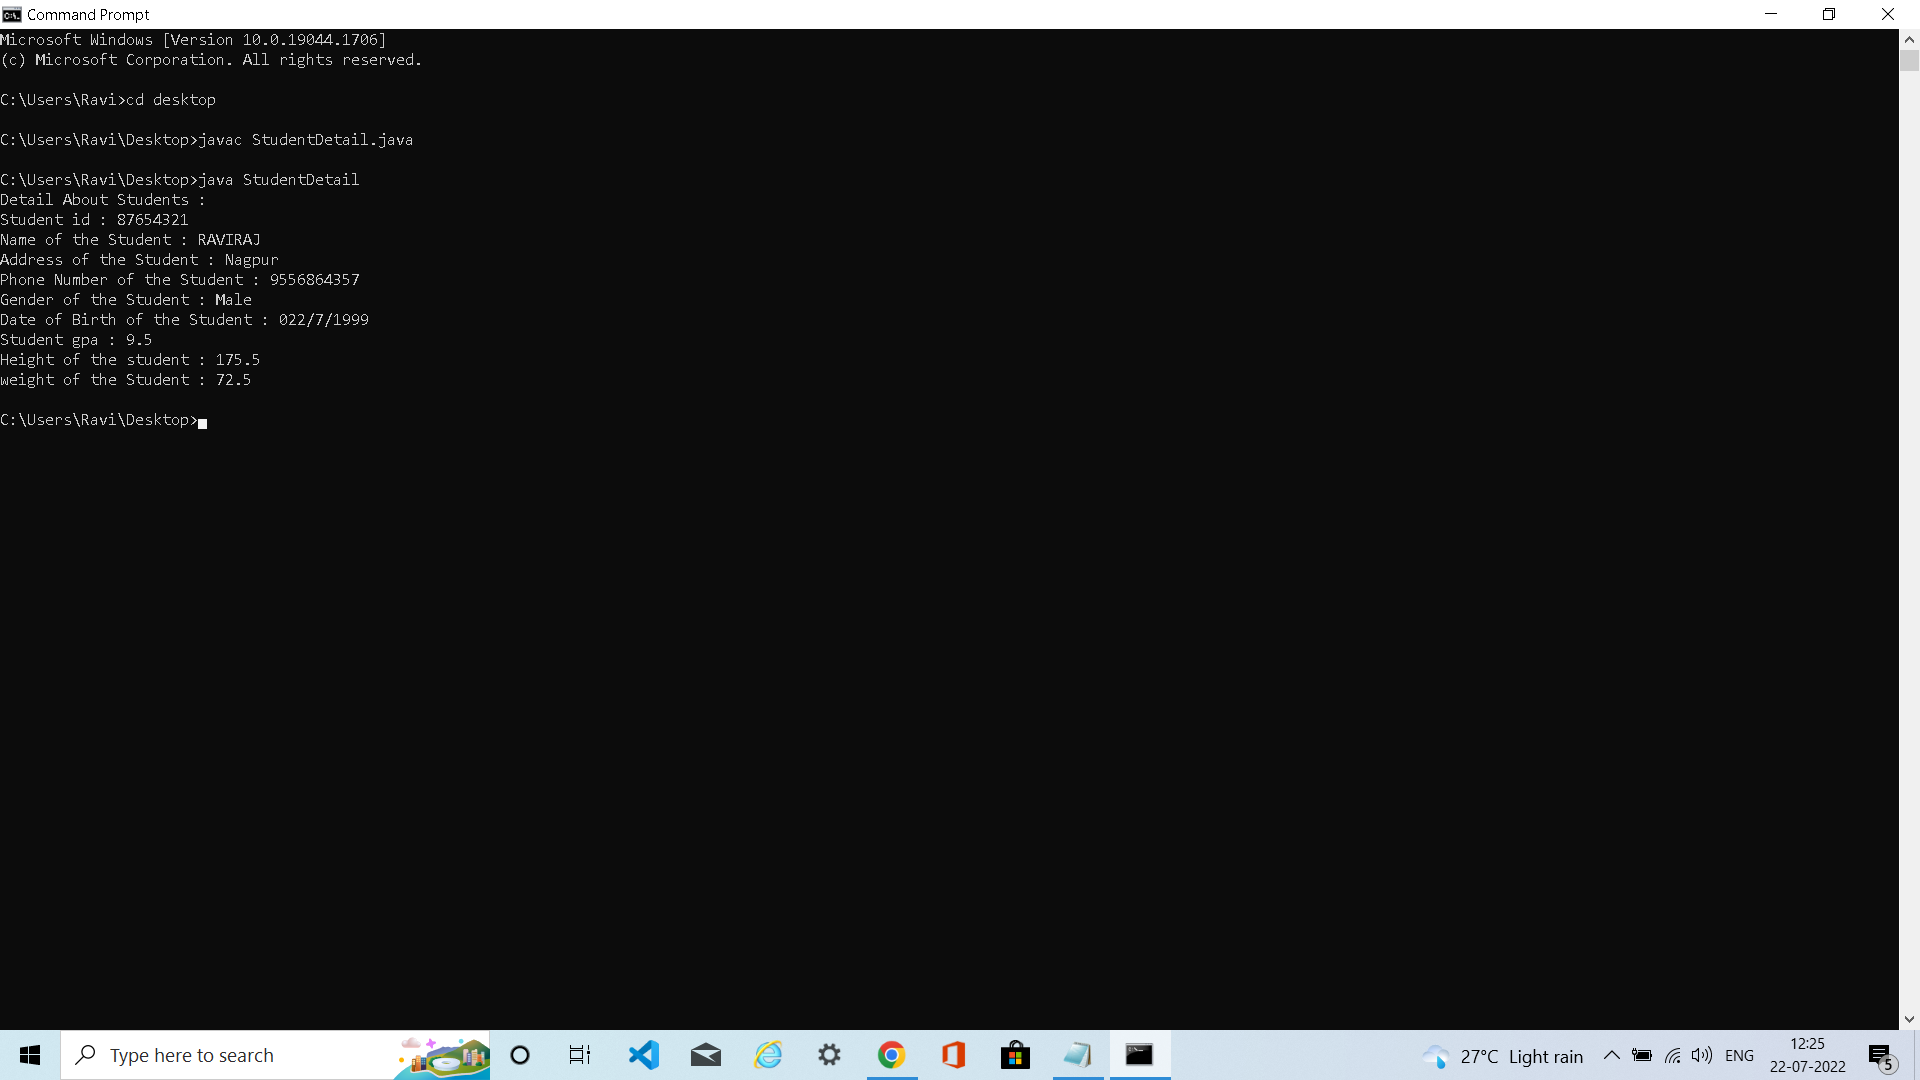 Command Prompt
Microsoft Windows [Version 10.0.19044.1706]
(c) Microsoft Corporation. All rights reserved.
C:\Users\Ravi>cd desktop
C:\Users\Ravi\Desktop>javac StudentDetail.java
C:\Users\Ravi\Desktop>java StudentDetail
Detail About Students :
Student id : 87654321
Name of the Student : RAVIRAJ
Address of the Student : Nagpur
Phone Number of the Student : 9556864357
Gender of the Student : Male
Date of Birth of the Student : 022/7/1999
Student gpa : 9.5
Height of the student : 175.5
weight of the Student : 72.5
C:\Users\Ravi\Desktop>
Type here to search
27°C Light rain
ENG
12:25
22-07-2022
5